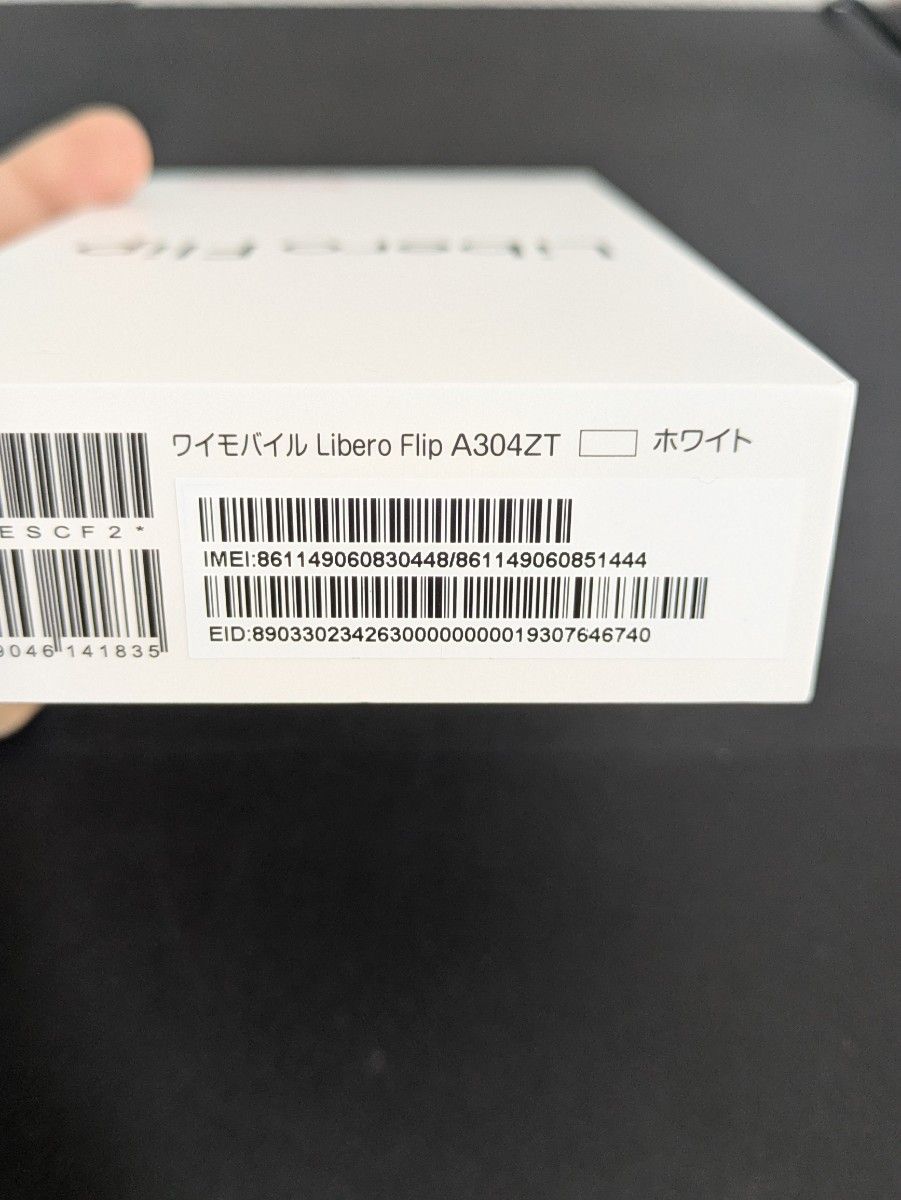 Libero Flip
ワイモバイル Libero Flip A304ZT ホワイト
ESCF2*
IMEI:861149060830448/861149060851444
9046 141835
EID:89033023426300000000019307646740